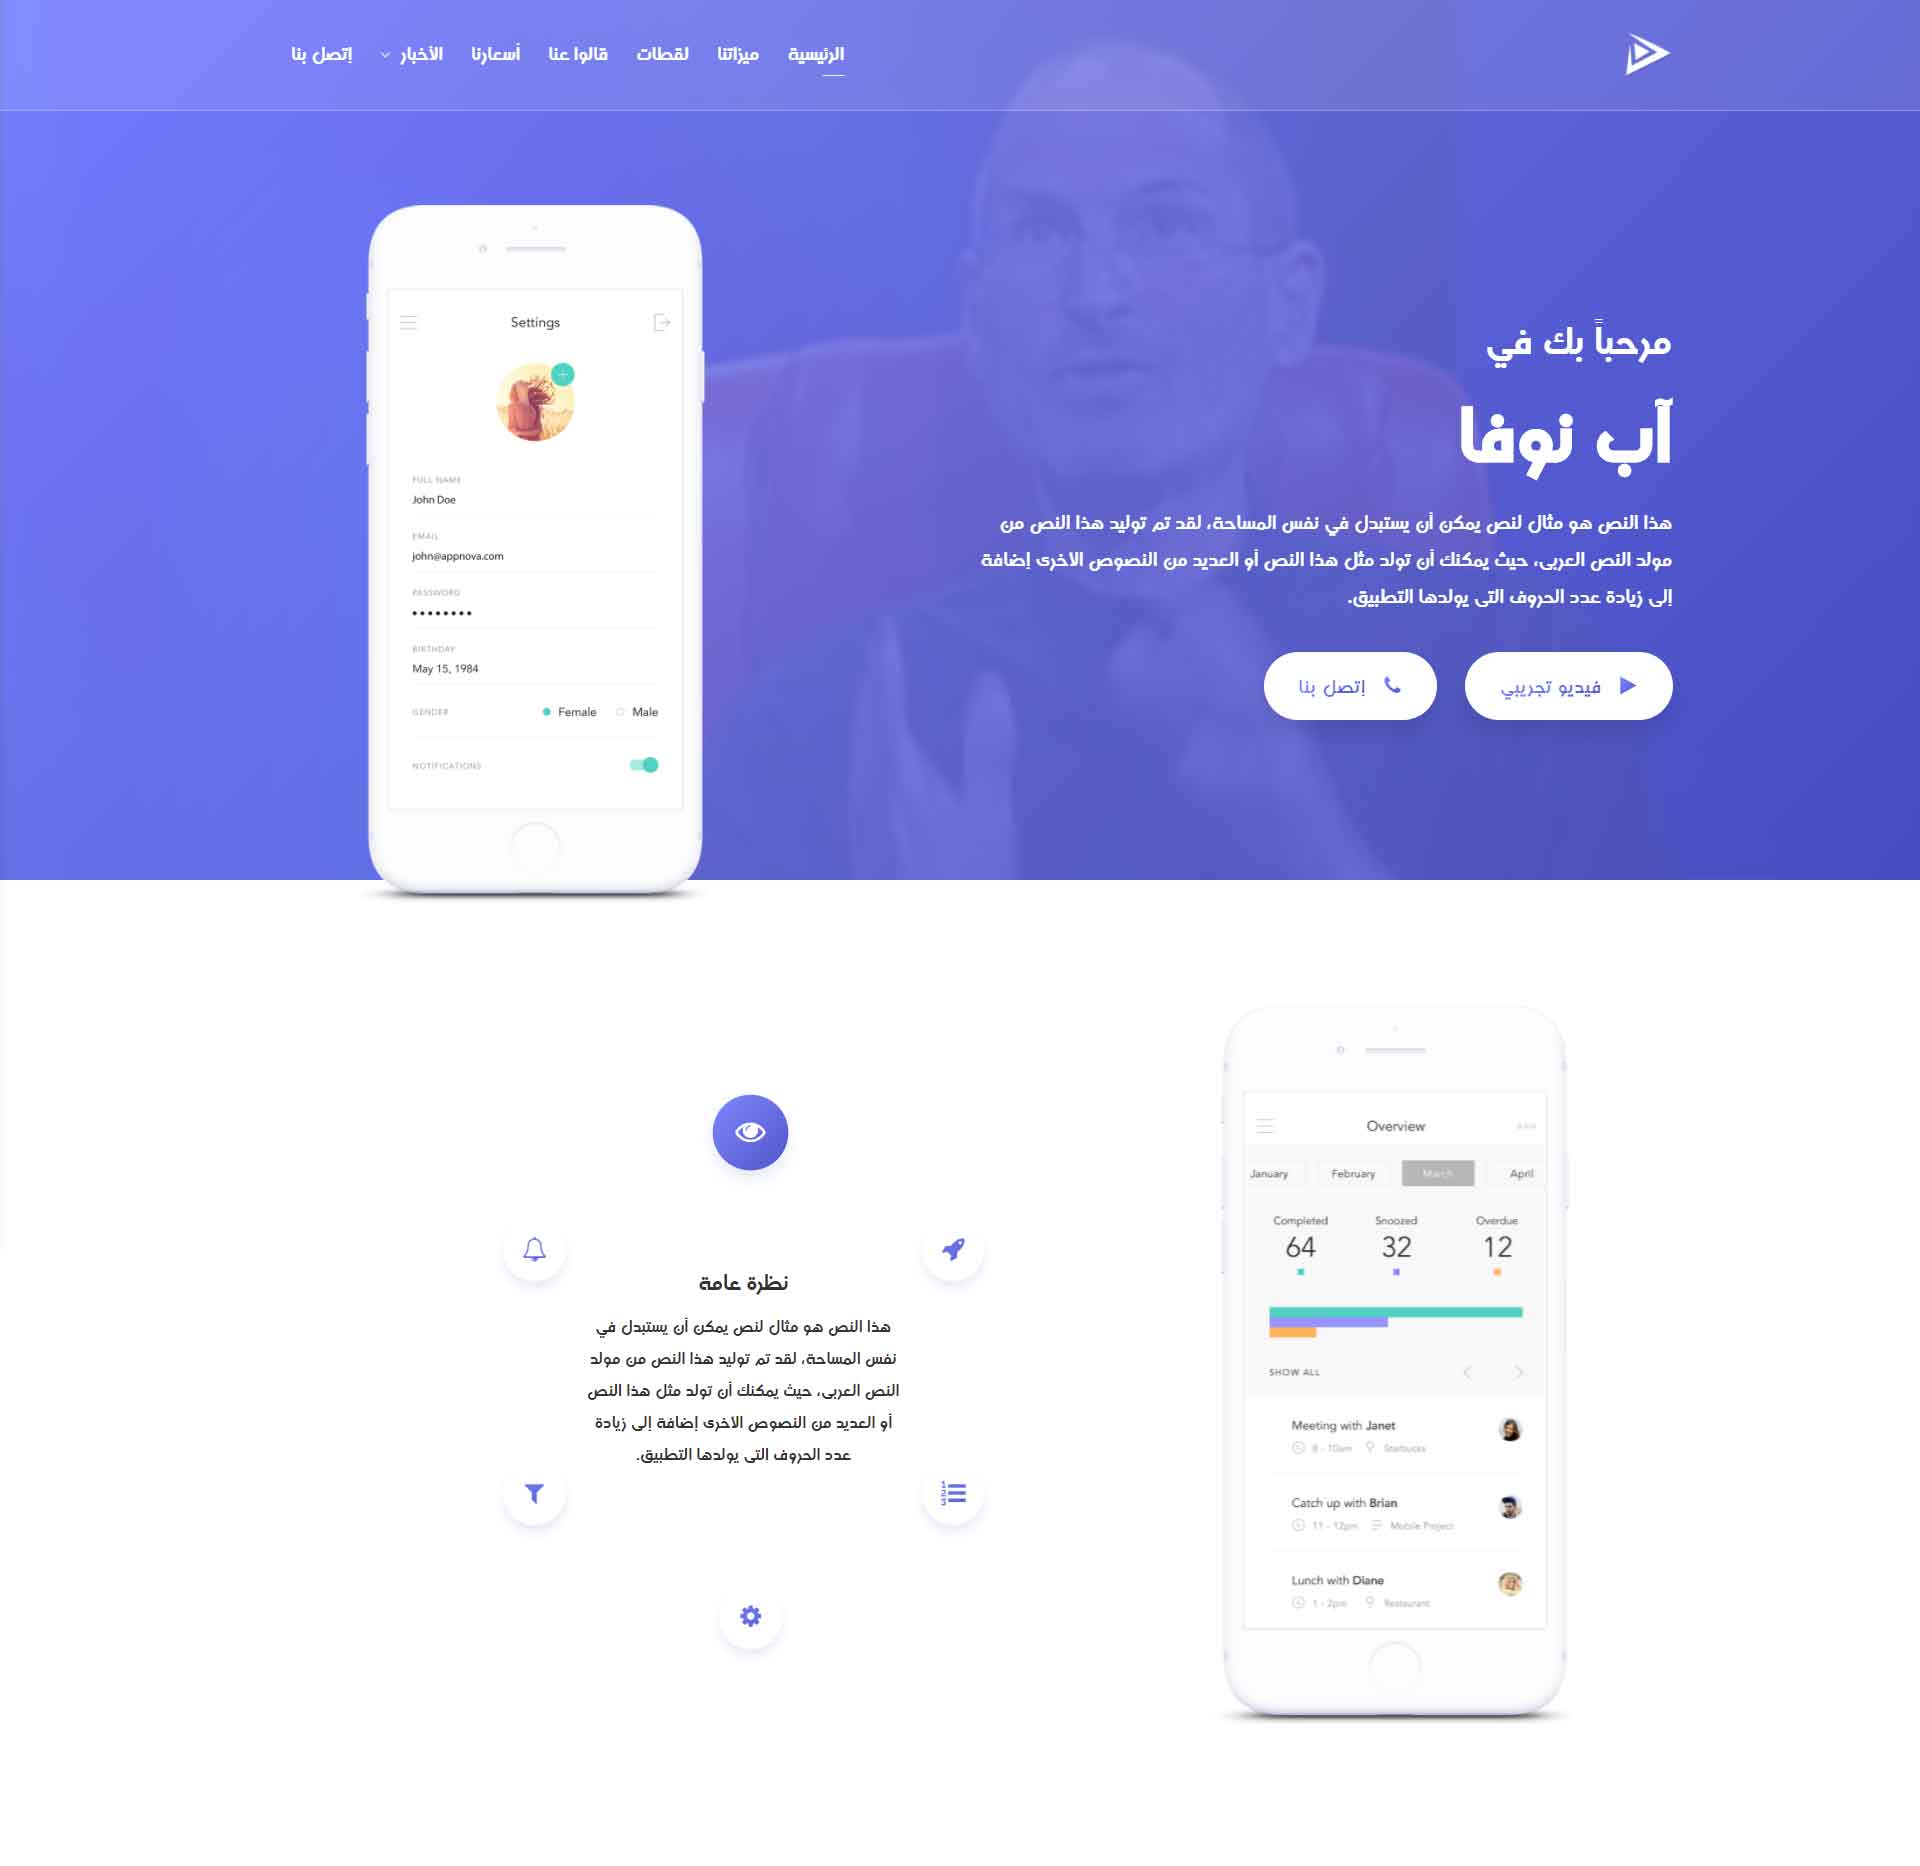 الرئيسية
ميزاتنا
لقطات
قالوا عنا
أسعارنا
الأخبار
إتصل بنا
مرحباً بك في
آب نوفا
هذا النص هو مثال لنص يمكن أن يستبدل في نفس المساحة، لقد تم توليد هذا النص من
مولد النص العربى، حيث يمكنك أن تولد مثل هذا النص أو العديد من النصوص الاخرى إضافة
إلى زيادة عدد الحروف التى يولدها التطبيق.
فيديو تجريبي
إتصل بنا
Settings
FULL NAME
John Doe
EMAIL
john@appnova.com
PASSWORD
BIRTHDAY
May 15, 1984
GENDER
Female
Male
NOTIFICATIONS
Overview
January
February
March
April
Completed
Snoozed
Overdue
64
32
12
SHOW ALL
Meeting with Janet
8 - 10am
Starbucks
Catch up with Brian
11 - 12pm
Mobile Project
Lunch with Diane
1 - 2pm
Restaurant
نظرة عامة
هذا النص هو مثال لنص يمكن أن يستبدل في
نفس المساحة، لقد تم توليد هذا النص من مولد
النص العربى، حيث يمكنك أن تولد مثل هذا النص
أو العديد من النصوص الاخرى إضافة إلى زيادة
عدد الحروف التى يولدها التطبيق.